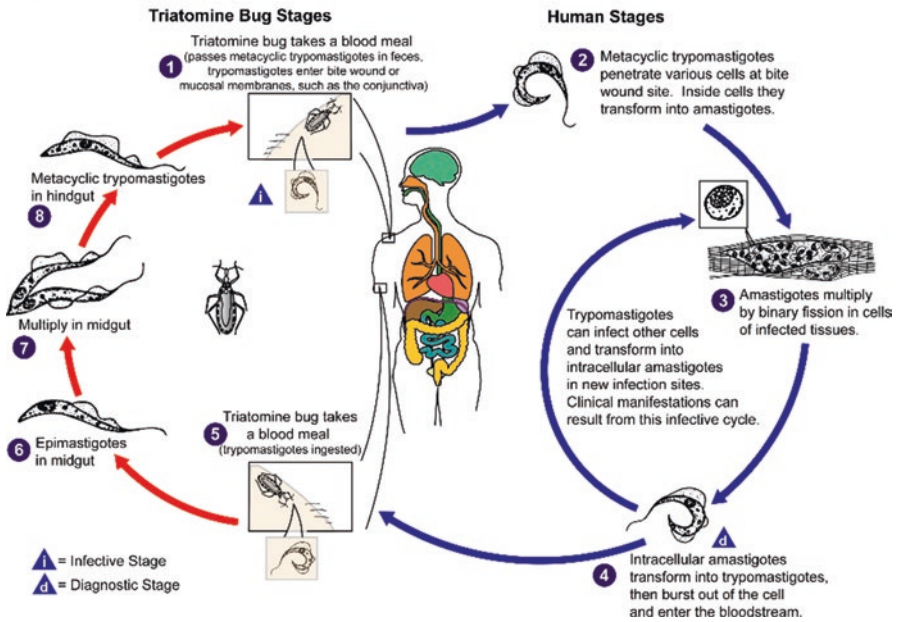 Triatomine Bug Stages
Human Stages
1
Triatomine bug takes a blood meal
(passes metacyclic trypomastigotes in feces,
trypomastigotes enter bite wound or
mucosal membranes, such as the conjunctiva)
i
2
Metacyclic trypomastigotes
penetrate various cells at bite
wound site. Inside cells they
transform into amastigotes.
3
Amastigotes multiply
by binary fission in cells
of infected tissues.
Trypomastigotes
can infect other cells
and transform into
intracellular amastigotes
in new infection sites.
Clinical manifestations can
result from this infective cycle.
d
4
Intracellular amastigotes
transform into trypomastigotes,
then burst out of the cell
and enter the bloodstream.
5
Triatomine bug takes
a blood meal
(trypomastigotes ingested)
6
Epimastigotes
in midgut
7
Multiply in midgut
8
Metacyclic trypomastigotes
in hindgut
i = Infective Stage
d = Diagnostic Stage